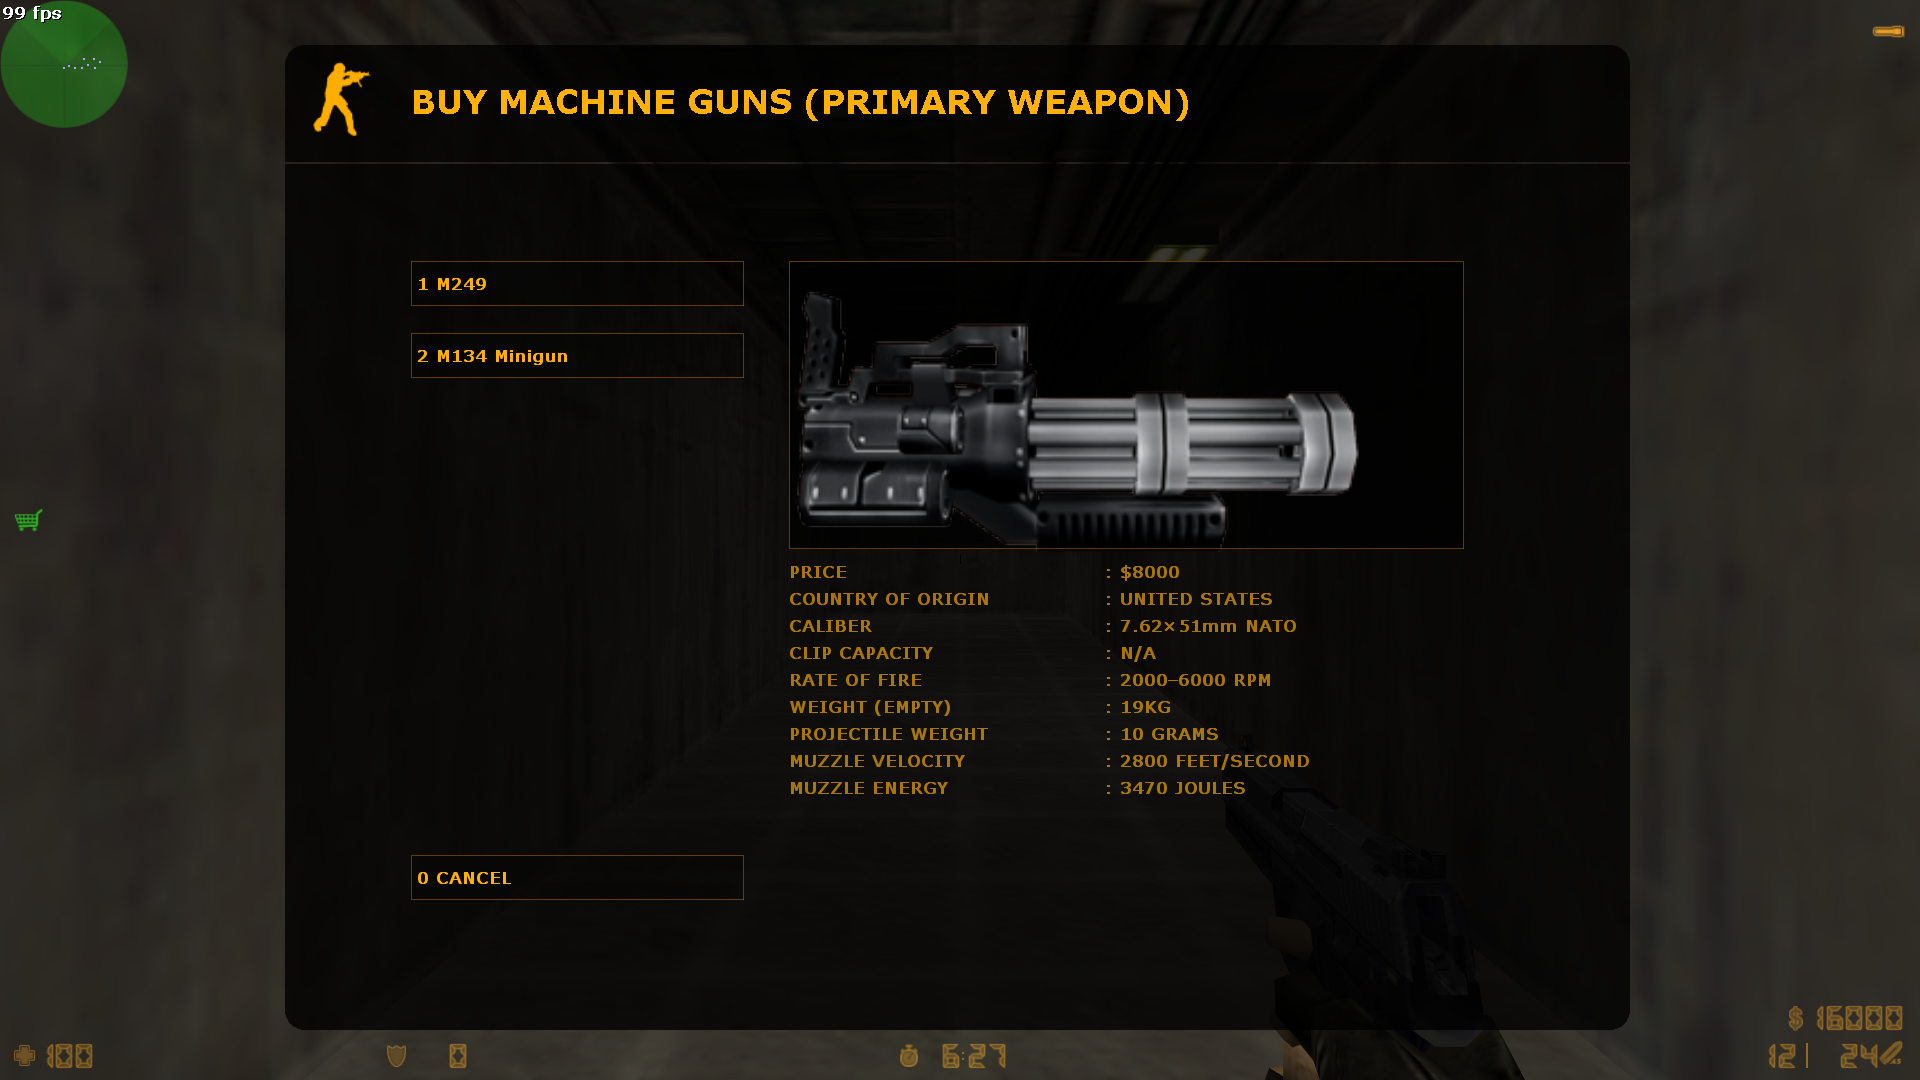 99 fps
BUY MACHINE GUNS (PRIMARY WEAPON)
1 M249
2 M134 Minigun
PRICE : $8000
COUNTRY OF ORIGIN : UNITED STATES
CALIBER : 7.62×51mm NATO
CLIP CAPACITY : N/A
RATE OF FIRE : 2000–6000 RPM
WEIGHT (EMPTY) : 19KG
PROJECTILE WEIGHT : 10 GRAMS
MUZZLE VELOCITY : 2800 FEET/SECOND
MUZZLE ENERGY : 3470 JOULES
0 CANCEL
$ 16000
100 0 6:27 12| 24